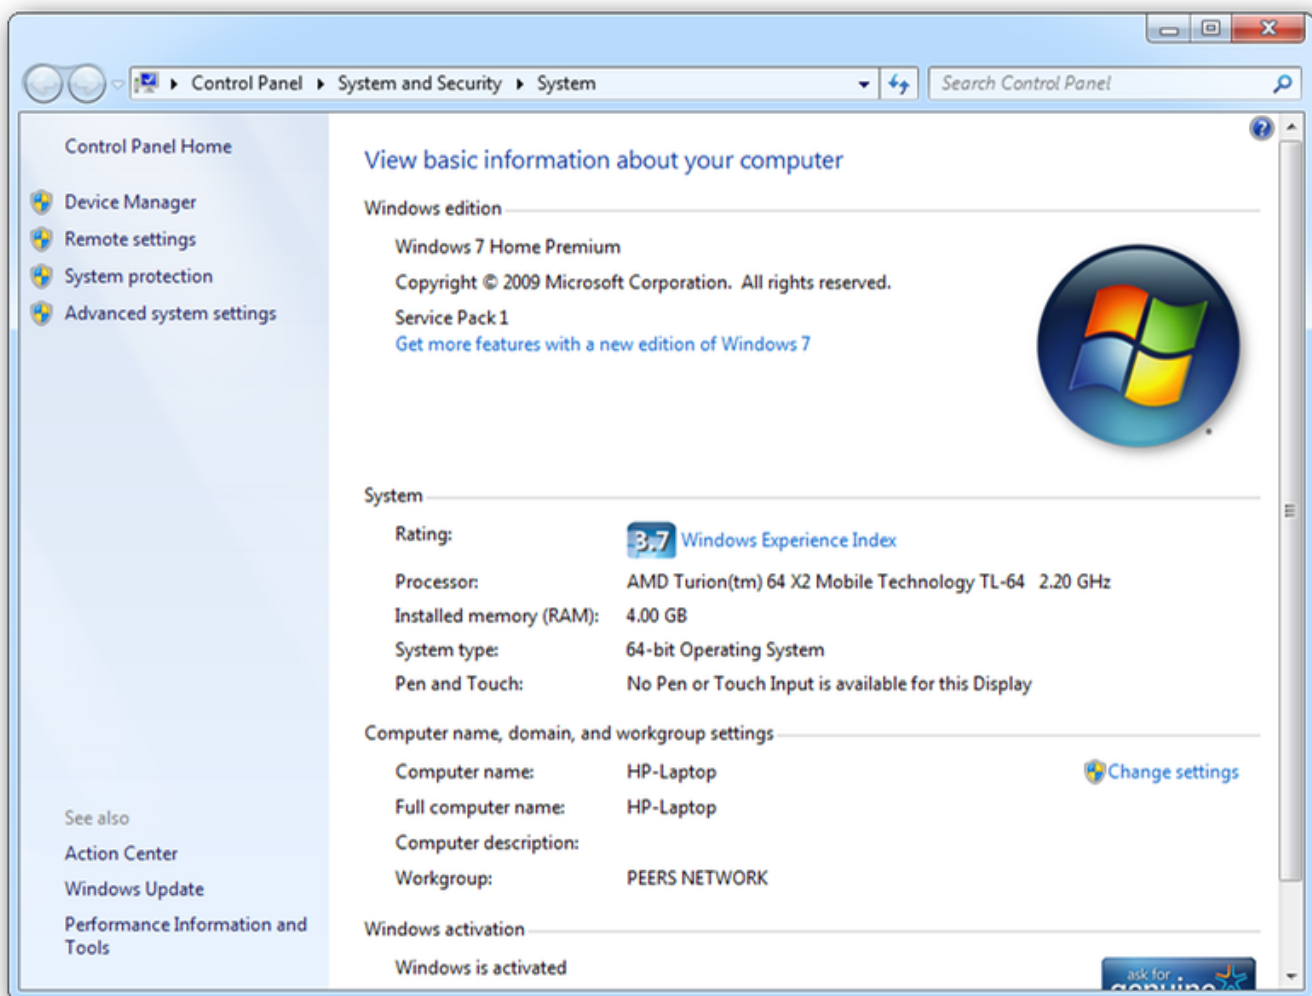 Control Panel ▸ System and Security ▸ System
Search Control Panel
Control Panel Home
Device Manager
Remote settings
System protection
Advanced system settings
See also
Action Center
Windows Update
Performance Information and
Tools
View basic information about your computer
Windows edition
Windows 7 Home Premium
Copyright © 2009 Microsoft Corporation. All rights reserved.
Service Pack 1
Get more features with a new edition of Windows 7
System
Rating: 3.7 Windows Experience Index
Processor: AMD Turion(tm) 64 X2 Mobile Technology TL-64 2.20 GHz
Installed memory (RAM): 4.00 GB
System type: 64-bit Operating System
Pen and Touch: No Pen or Touch Input is available for this Display
Computer name, domain, and workgroup settings
Computer name: HP-Laptop Change settings
Full computer name: HP-Laptop
Computer description:
Workgroup: PEERS NETWORK
Windows activation
Windows is activated
ask for
genuine